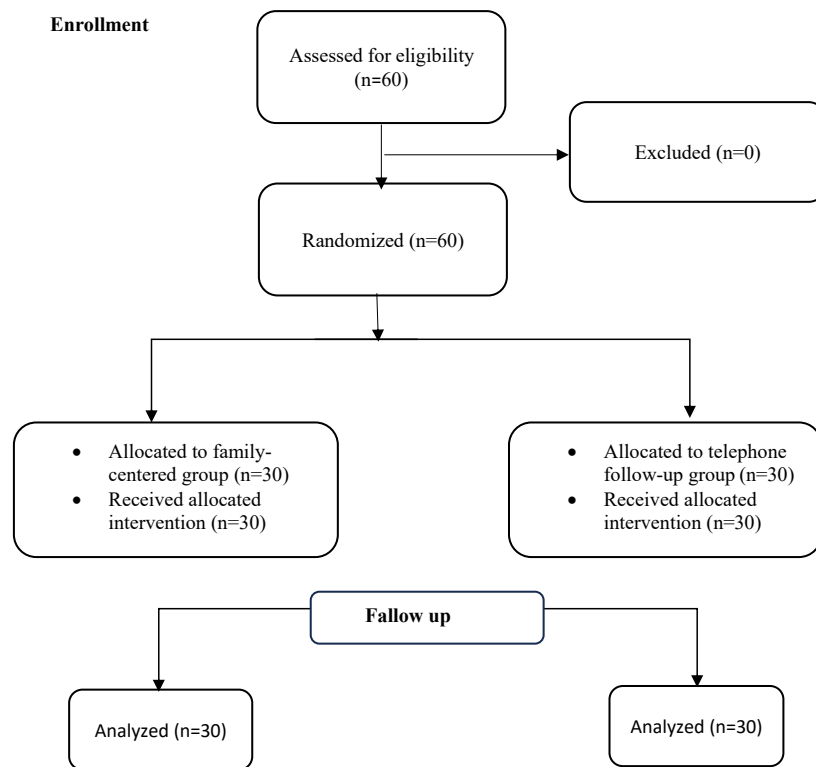 Enrollment
Assessed for eligibility
(n=60)
Excluded (n=0)
Randomized (n=60)
• Allocated to family-
centered group (n=30)
• Received allocated
intervention (n=30)
• Allocated to telephone
follow-up group (n=30)
• Received allocated
intervention (n=30)
Fallow up
Analyzed (n=30)
Analyzed (n=30)